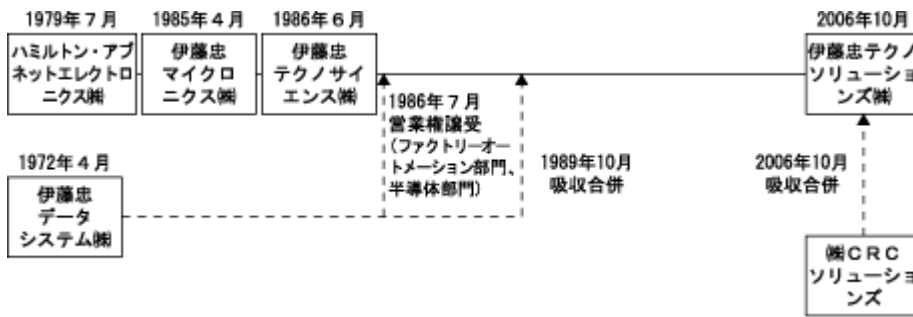 1979年７月
ハミルトン・アブ
ネットエレクトロ
ニクス㈱
1985年４月
伊藤忠
マイクロ
ニクス㈱
1986年６月
伊藤忠
テクノサイ
エンス㈱
2006年10月
伊藤忠テクノ
ソリューショ
ンズ㈱
1986年７月
営業権譲受
(ファクトリーオー
トメーション部門、
半導体部門)
1989年10月
吸収合併
2006年10月
吸収合併
1972年４月
伊藤忠
データ
システム㈱
㈱ＣＲＣ
ソリューショ
ンズ